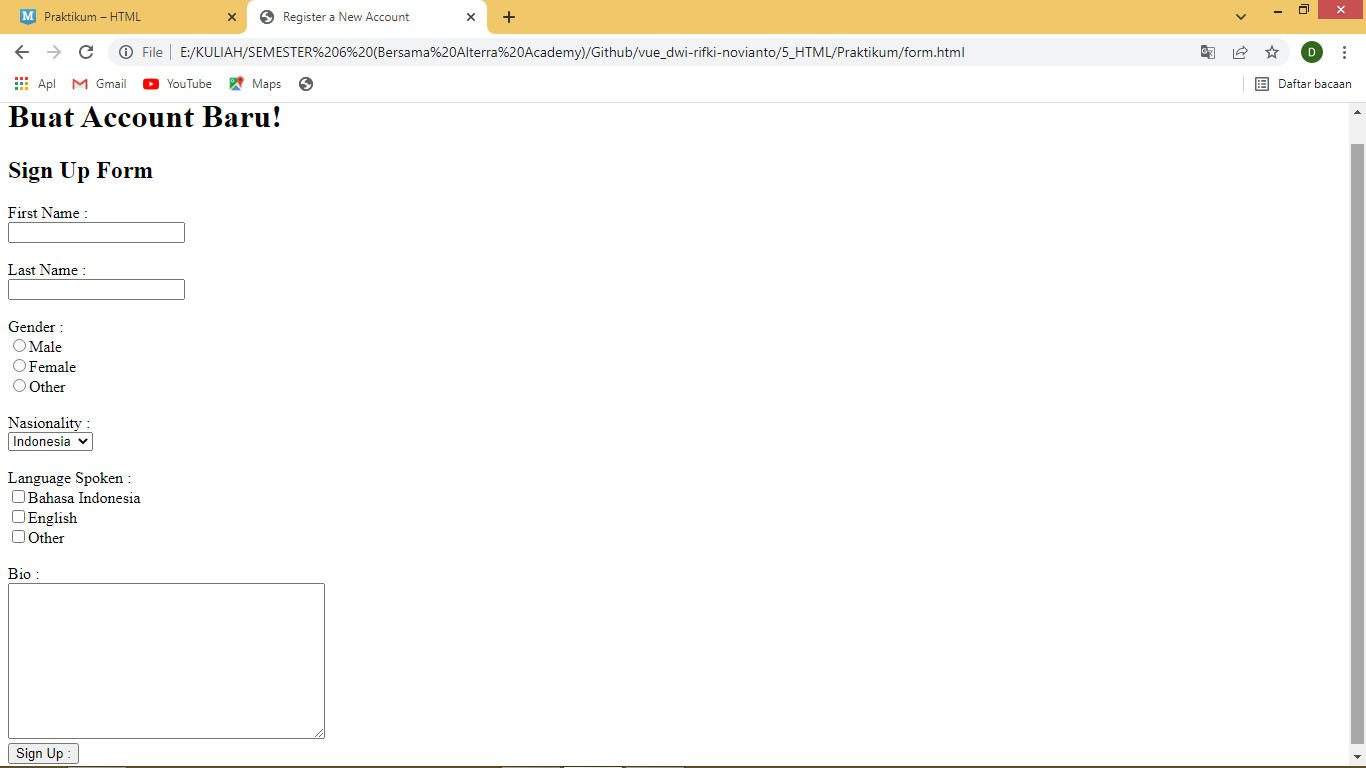 M Praktikum – HTML
Register a New Account
File
E:/KULIAH/SEMESTER%206%20(Bersama%20Alterra%20Academy)/Github/vue_dwi-rifki-novianto/5_HTML/Praktikum/form.html
D
Apl
Gmail
YouTube
Maps
Daftar bacaan
Buat Account Baru!
Sign Up Form
First Name :
Last Name :
Gender :
Male
Female
Other
Nasionality :
Indonesia
Language Spoken :
Bahasa Indonesia
English
Other
Bio :
Sign Up :